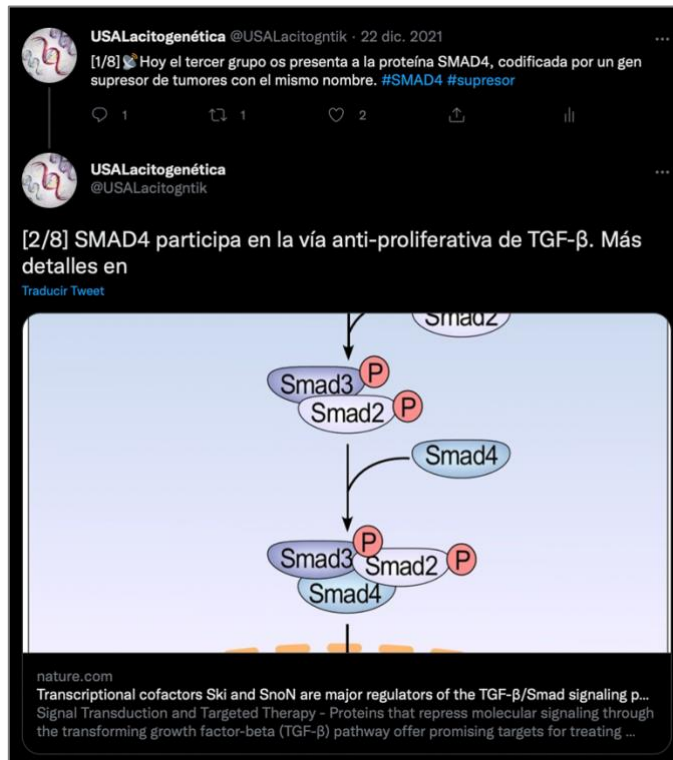 USALacitogenética @USALacitogntik · 22 dic. 2021
[1/8]📡Hoy el tercer grupo os presenta a la proteína SMAD4, codificada por un gen
supresor de tumores con el mismo nombre. #SMAD4 #supresor
1 1 2
USALacitogenética
@USALacitogntik
[2/8] SMAD4 participa en la vía anti-proliferativa de TGF-β. Más
detalles en
Traducir Tweet
Smad2
Smad3 P
Smad2 P
Smad4
P
Smad3 Smad2 P
Smad4
nature.com
Transcriptional cofactors Ski and SnoN are major regulators of the TGF-β/Smad signaling p...
Signal Transduction and Targeted Therapy - Proteins that repress molecular signaling through
the transforming growth factor-beta (TGF-β) pathway offer promising targets for treating ...